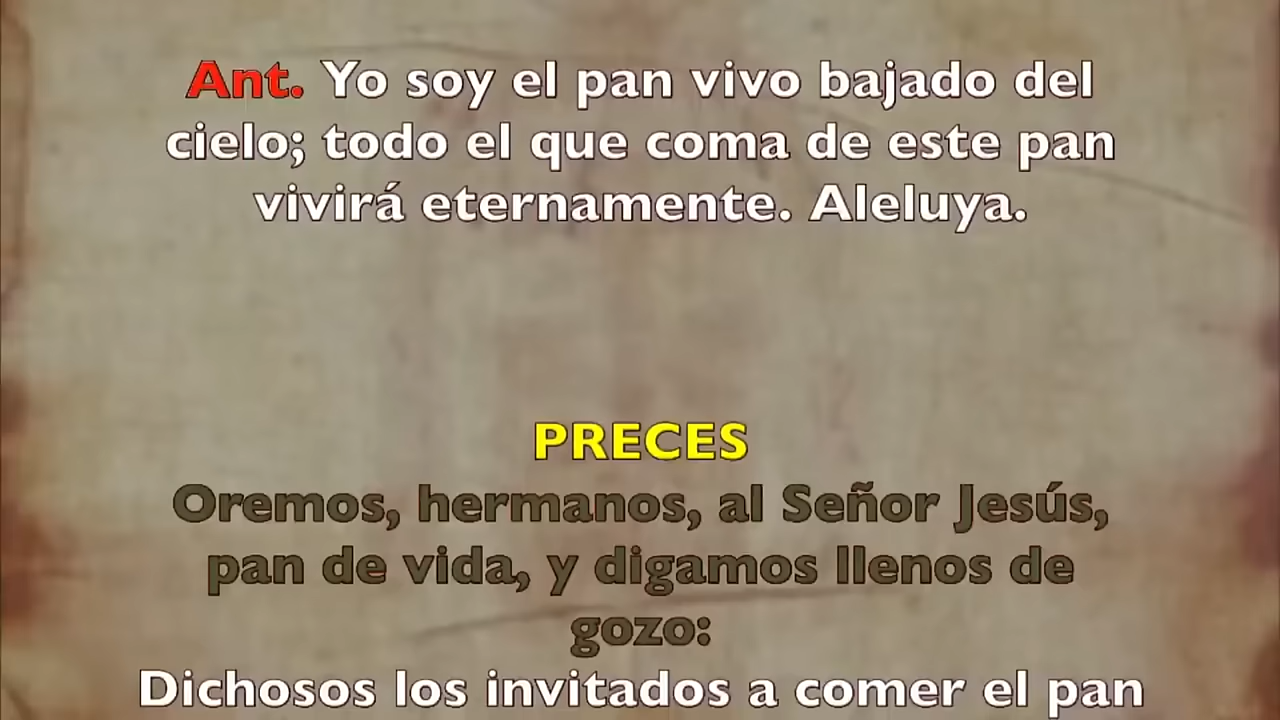 Ant. Yo soy el pan vivo bajado del
cielo; todo el que coma de este pan
vivirá eternamente. Aleluya.
PRECES
Oremos, hermanos, al Señor Jesús,
pan de vida, y digamos llenos de
gozo:
Dichosos los invitados a comer el pan